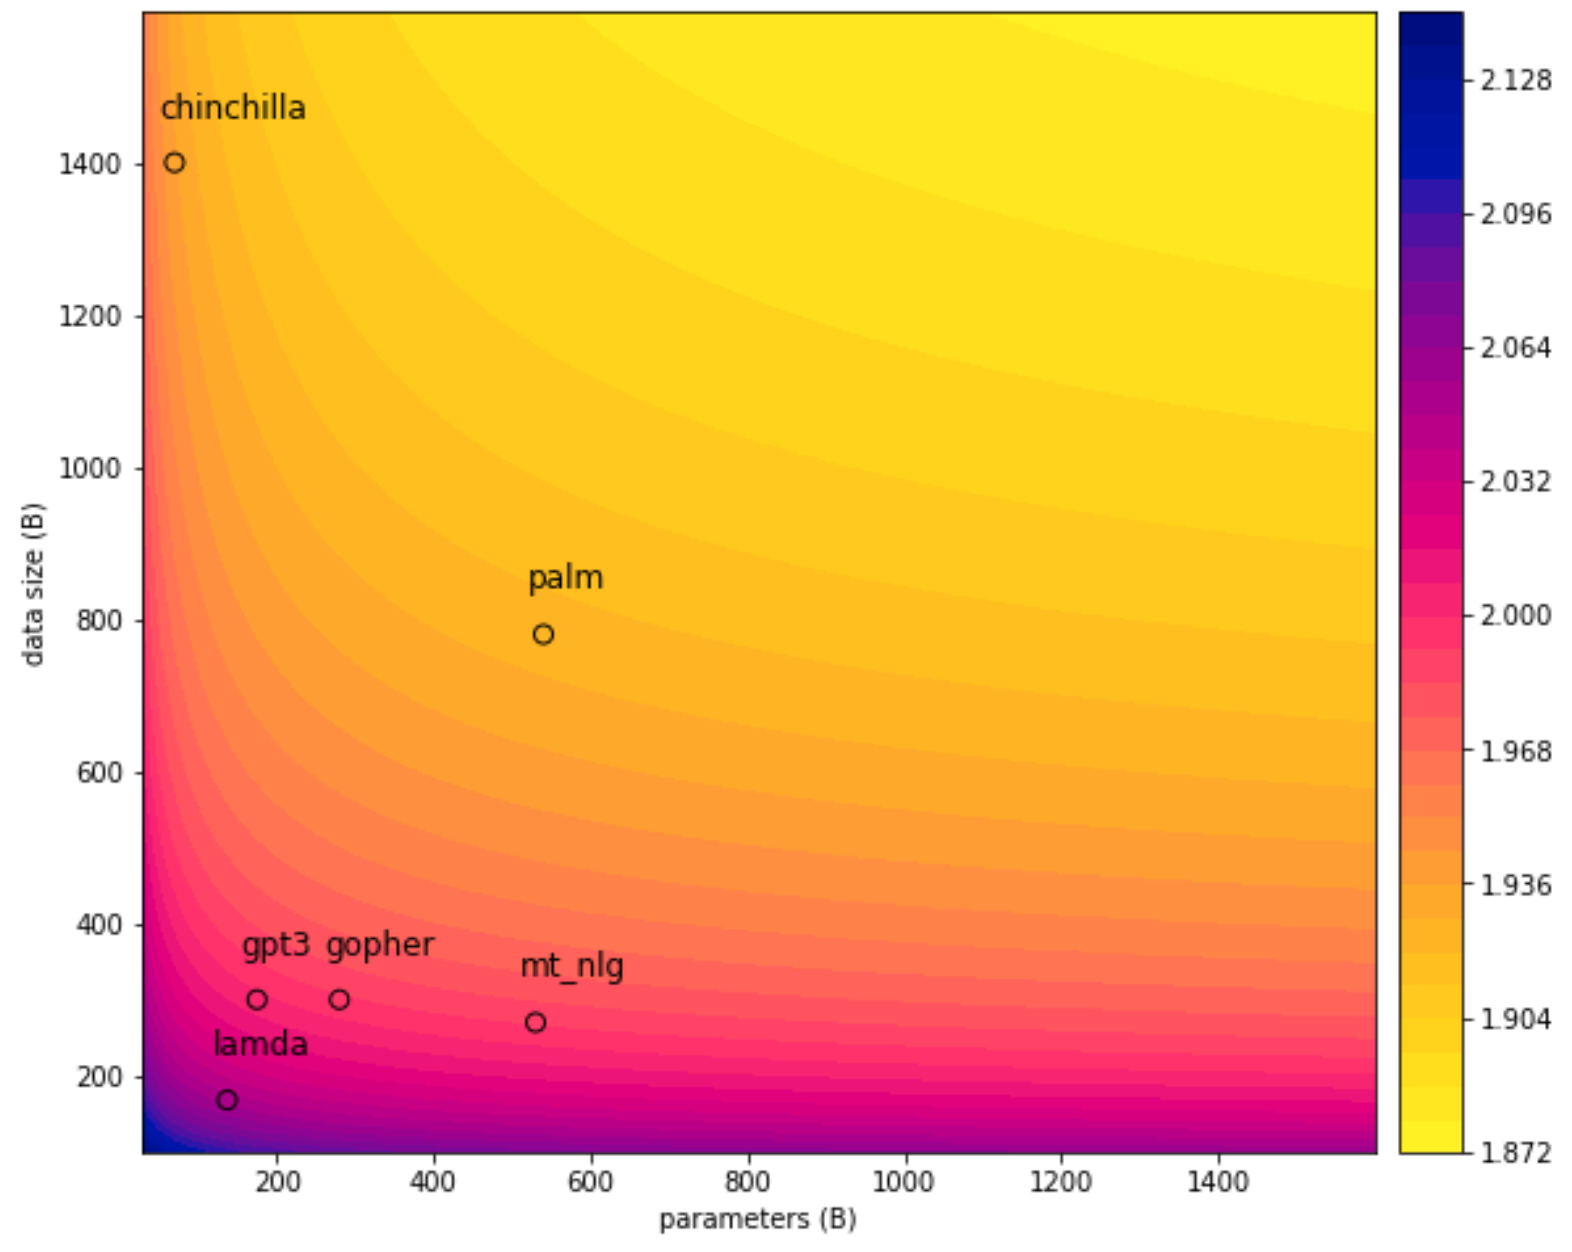 chinchilla
palm
gpt3 gopher
mt_nlg
lamda
data size (B)
1400
1200
1000
800
600
400
200
200 400 600 800 1000 1200 1400
parameters (B)
2.128
2.096
2.064
2.032
2.000
1.968
1.936
1.904
1.872